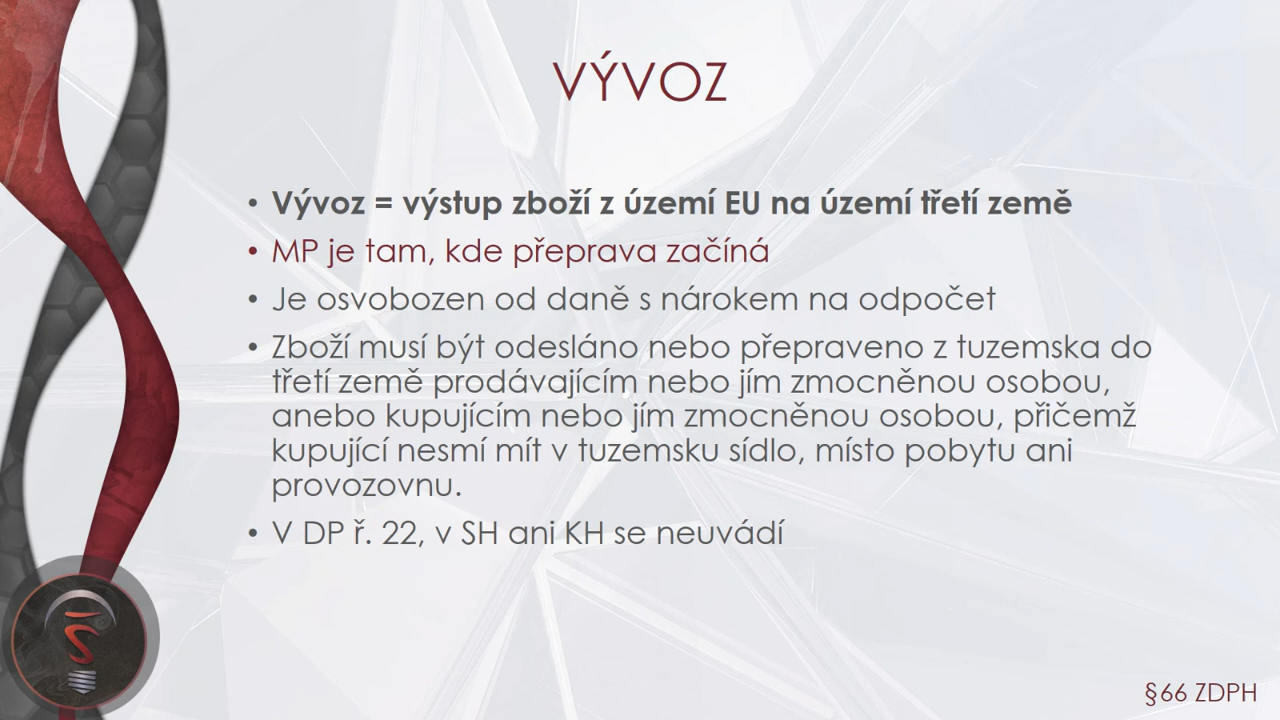 VÝVOZ
• Vývoz = výstup zboží z území EU na území třetí země
• MP je tam, kde přeprava začíná
• Je osvobozen od daně s nárokem na odpočet
• Zboží musí být odesláno nebo přepraveno z tuzemska do
třetí země prodávajícím nebo jím zmocněnou osobou,
anebo kupujícím nebo jím zmocněnou osobou, přičemž
kupující nesmí mít v tuzemsku sídlo, místo pobytu ani
provozovnu.
• V DP ř. 22, v SH ani KH se neuvádí
§66 ZDPH